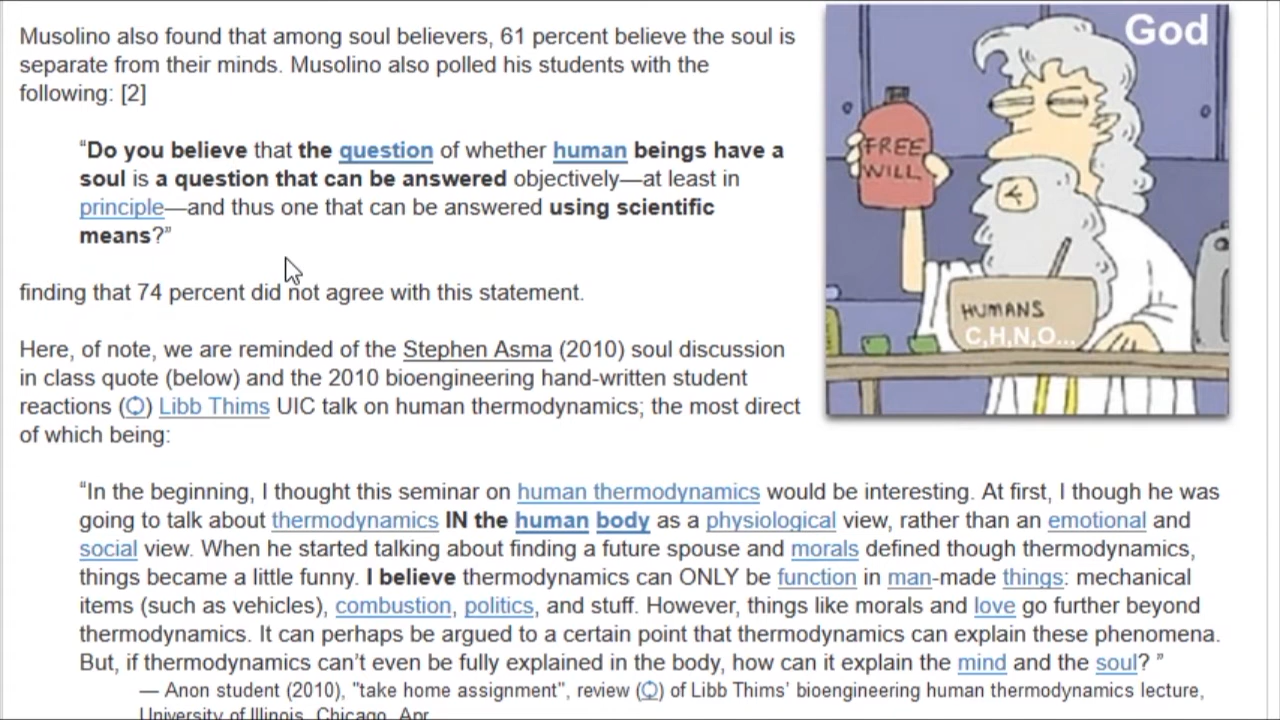 Musolino also found that among soul believers, 61 percent believe the soul is
separate from their minds. Musolino also polled his students with the
following: [2]
“Do you believe that the question of whether human beings have a
soul is a question that can be answered objectively—at least in
principle—and thus one that can be answered using scientific
means?”
finding that 74 percent did not agree with this statement.
Here, of note, we are reminded of the Stephen Asma (2010) soul discussion
in class quote (below) and the 2010 bioengineering hand-written student
reactions (Ѻ) Libb Thims UIC talk on human thermodynamics; the most direct
of which being:
God
FREE
WILL
HUMANS
C,H,N,O...
“In the beginning, I thought this seminar on human thermodynamics would be interesting. At first, I though he was
going to talk about thermodynamics IN the human body as a physiological view, rather than an emotional and
social view. When he started talking about finding a future spouse and morals defined though thermodynamics,
things became a little funny. I believe thermodynamics can ONLY be function in man-made things: mechanical
items (such as vehicles), combustion, politics, and stuff. However, things like morals and love go further beyond
thermodynamics. It can perhaps be argued to a certain point that thermodynamics can explain these phenomena.
But, if thermodynamics can’t even be fully explained in the body, how can it explain the mind and the soul? ”
— Anon student (2010), "take home assignment", review (Ѻ) of Libb Thims’ bioengineering human thermodynamics lecture,
University of Illinois, Chicago, Apr